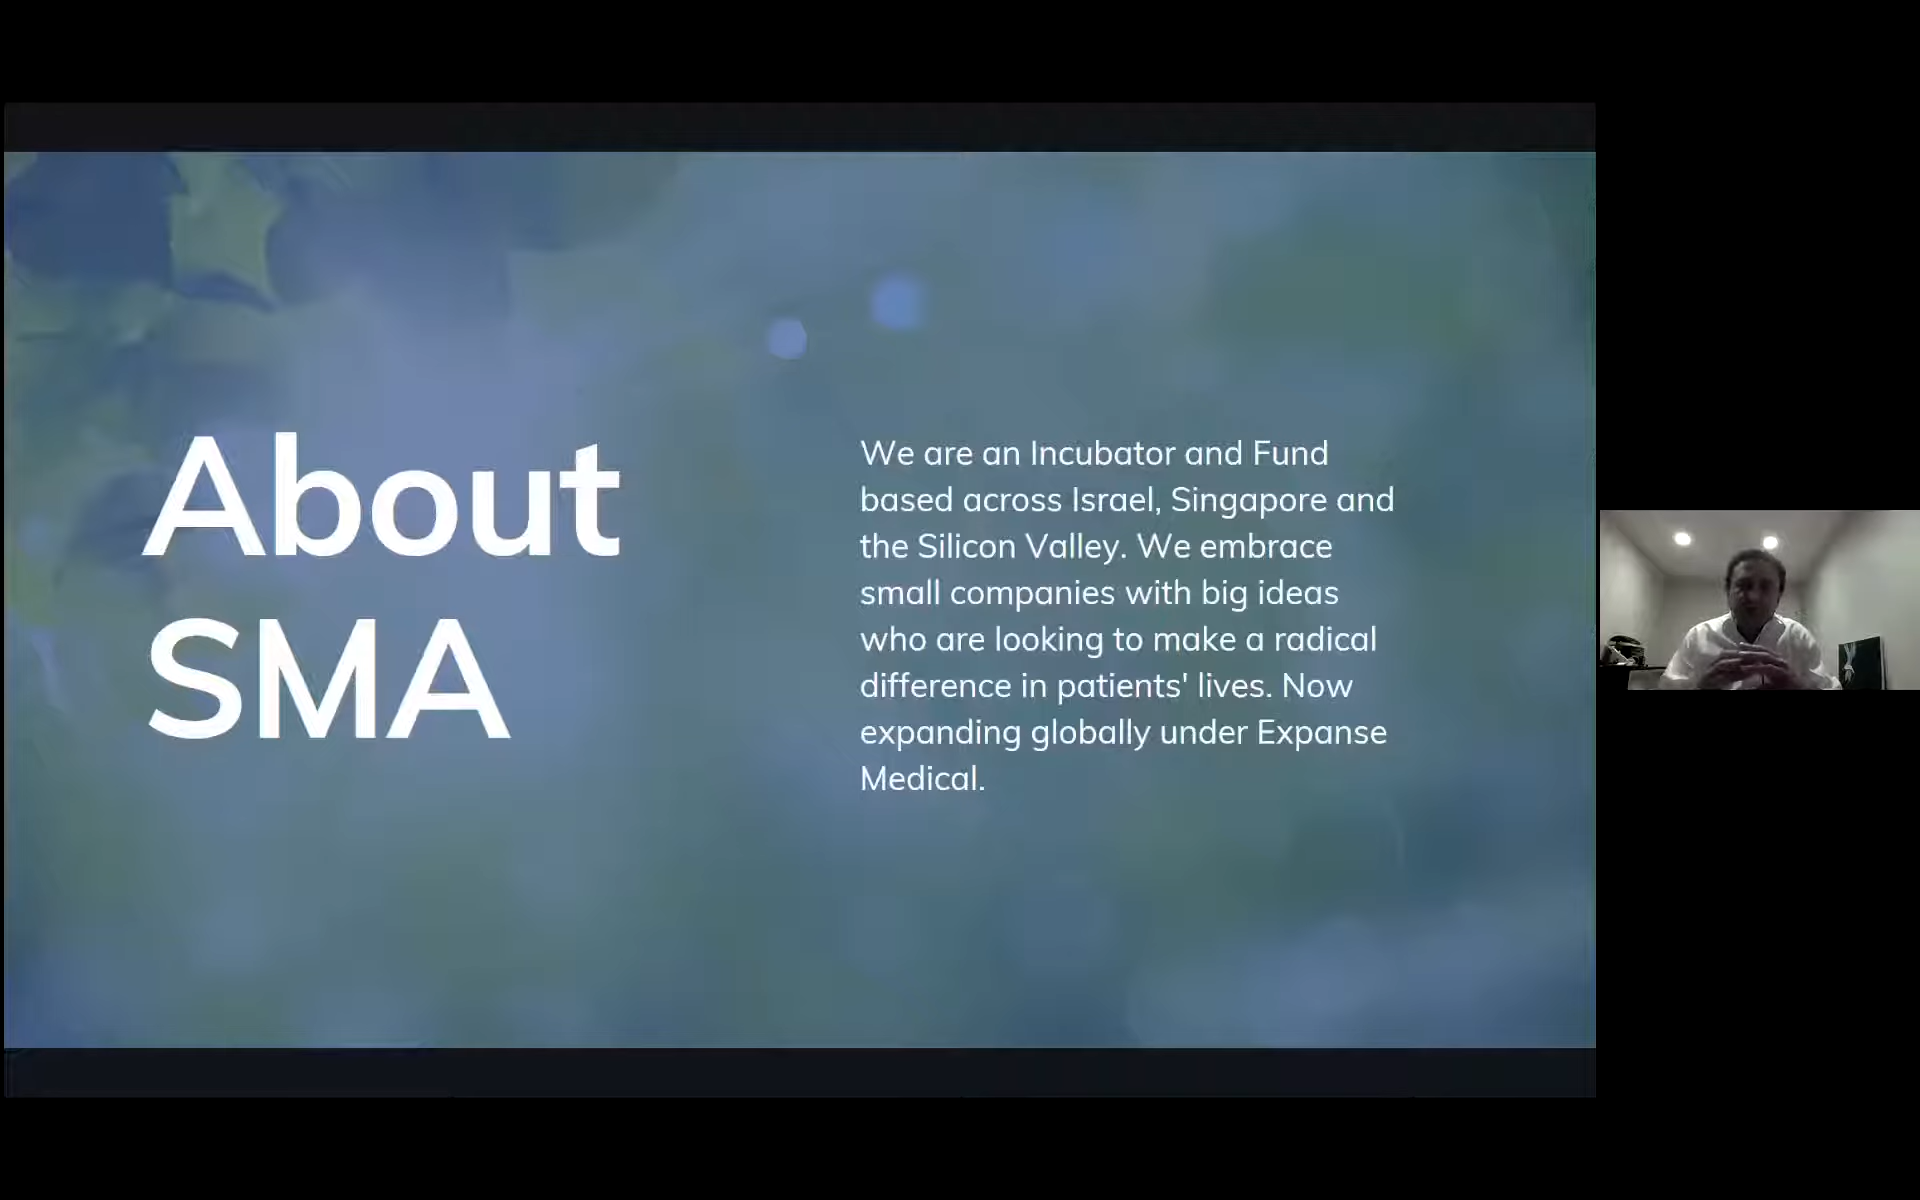 About
SMA
We are an Incubator and Fund
based across Israel, Singapore and
the Silicon Valley. We embrace
small companies with big ideas
who are looking to make a radical
difference in patients' lives. Now
expanding globally under Expanse
Medical.